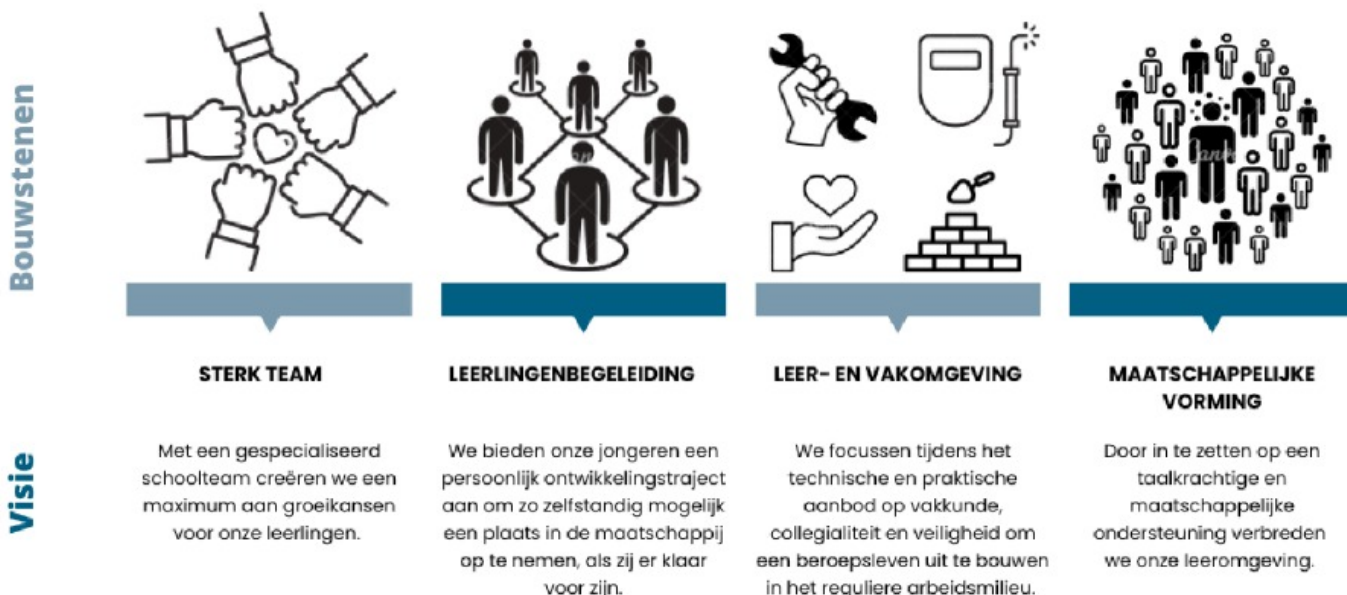 Bouwstenen
STERK TEAM
LEERLINGENBEGELEIDING
LEER- EN VAKOMGEVING
MAATSCHAPPELIJKE
VORMING
Visie
Met een gespecialiseerd
schoolteam creëren we een
maximum aan groeikansen
voor onze leerlingen.
We bieden onze jongeren een
persoonlijk ontwikkelingstraject
aan om zo zelfstandig mogelijk
een plaats in de maatschappij
op te nemen, als zij er klaar
voor zijn.
We focussen tijdens het
technische en praktische
aanbod op vakkunde,
collegialiteit en veiligheid om
een beroepsleven uit te bouwen
in het reguliere arbeidsmilieu.
Door in te zetten op een
taalkrachtige en
maatschappelijke
ondersteuning verbreden
we onze leeromgeving.